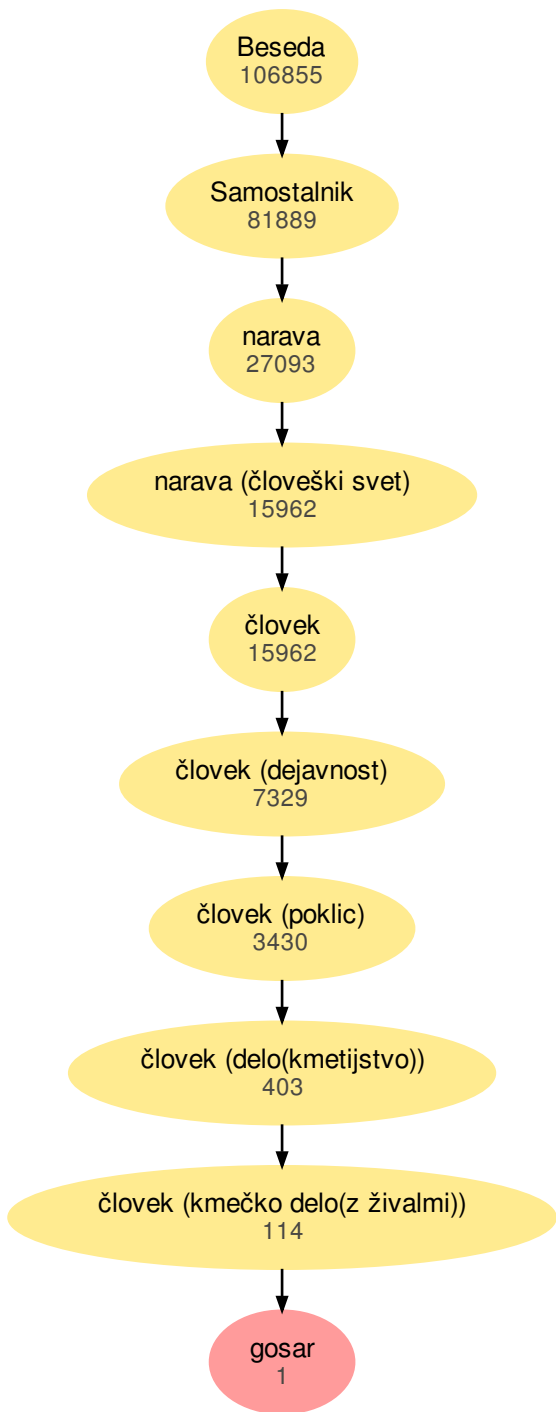 Beseda
106855
Samostalnik
81889
narava
27093
narava (človeški svet)
15962
človek
15962
človek (dejavnost)
7329
človek (poklic)
3430
človek (delo(kmetijstvo))
403
človek (kmečko delo(z živalmi))
114
gosar
1